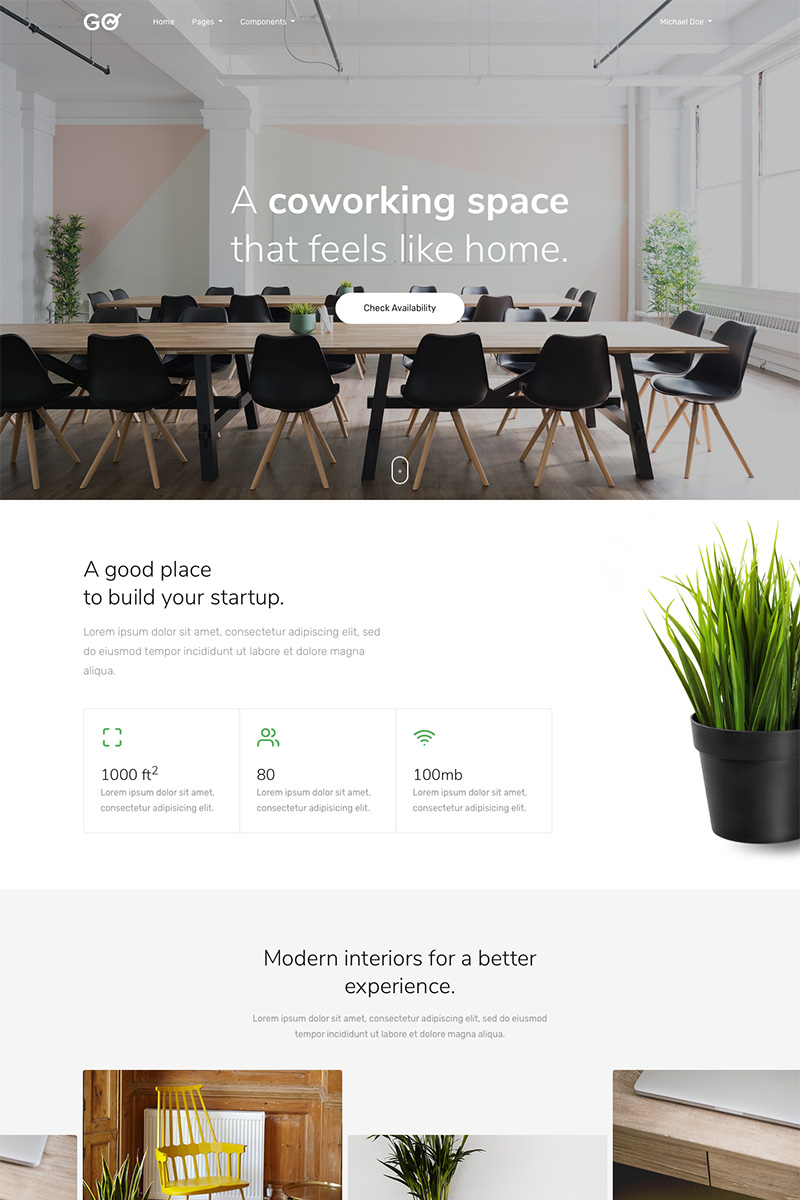 GO Home Pages Components Michael Doe
A coworking space
that feels like home.
Check Availability
A good place
to build your startup.
Lorem ipsum dolor sit amet, consectetur adipiscing elit, sed
do eiusmod tempor incididunt ut labore et dolore magna
aliqua.
1000 ft²
Lorem ipsum dolor sit amet,
consectetur adipisicing elit.
80
Lorem ipsum dolor sit amet,
consectetur adipisicing elit.
100mb
Lorem ipsum dolor sit amet,
consectetur adipisicing elit.
Modern interiors for a better
experience.
Lorem ipsum dolor sit amet, consectetur adipiscing elit, sed do eiusmod
tempor incididunt ut labore et dolore magna aliqua.